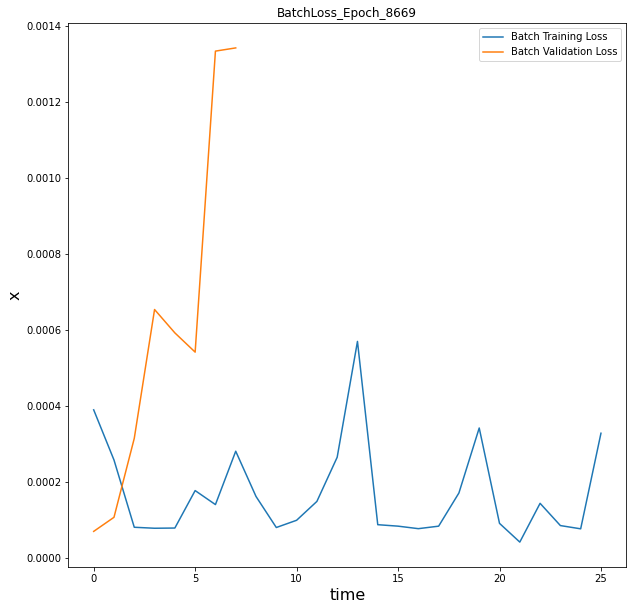 BatchLoss_Epoch_8669
Batch Training Loss
Batch Validation Loss
0.0014
0.0012
0.0010
0.0008
0.0006
0.0004
0.0002
0.0000
x
0 5 10 15 20 25
time